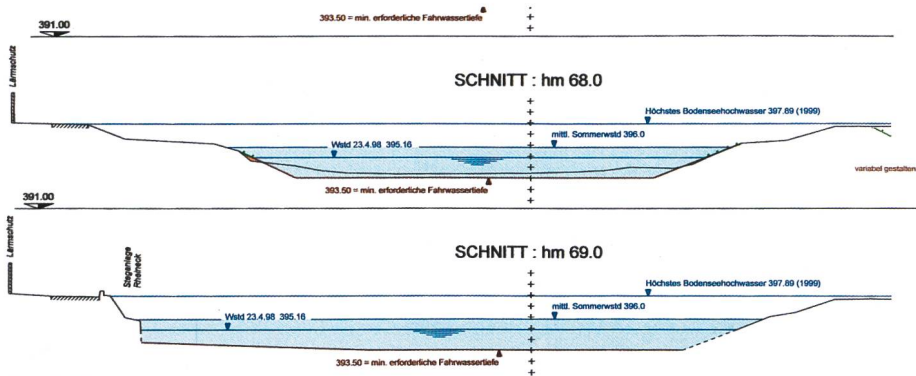 393.50 = min. erforderliche Fahrwassertiefe
391.00
Lärmschutz
SCHNITT : hm 68.0
Höchstes Bodenseehochwasser 397.89 (1999)
Wstd 23.4.98 395.16
mittl. Sommerwstd 396.0
variabel gestalten
393.50 = min. erforderliche Fahrwassertiefe
391.00
Lärmschutz
Steganlage
Rheineck
SCHNITT : hm 69.0
Höchstes Bodenseehochwasser 397.89 (1999)
Wstd 23.4.98 395.16
mittl. Sommerwstd 396.0
393.50 = min. erforderliche Fahrwassertiefe